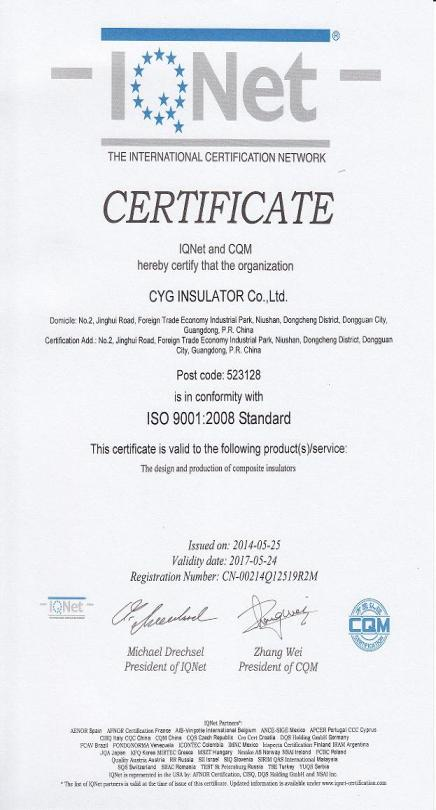 IQNet®
THE INTERNATIONAL CERTIFICATION NETWORK
CERTIFICATE
IQNet and CQM
hereby certify that the organization
CYG INSULATOR Co.,Ltd.
Domicile: No.2, Jinghui Road, Foreign Trade Economy Industrial Park, Niushan, Dongcheng District, Dongguan City,
Guangdong, P.R. China
Certification Add.: No.2, Jinghui Road, Foreign Trade Economy Industrial Park, Niushan, Dongcheng District, Dongguan
City, Guangdong, P.R. China
Post code: 523128
is in conformity with
ISO 9001:2008 Standard
This certificate is valid to the following product(s)/service:
The design and production of composite insulators
Issued on: 2014-05-25
Validity date: 2017-05-24
Registration Number: CN-00214Q12519R2M
IQNet
CQM
CERTIFICATION
Michael Drechsel
President of IQNet
Zhang Wei
President of CQM
IQNet Partners*:
AENOR Spain AFNOR Certification France AIB-Vinçotte International Belgium ANCE-SIGE Mexico APCER Portugal CCC Cyprus
CISQ Italy CQC China CQM China CQS Czech Republic Cro Cert Croatia DQS Holding GmbH Germany
FCAV Brazil FONDONORMA Venezuela ICONTEC Colombia IMNC Mexico Inspecta Certification Finland IRAM Argentina
JQA Japan KFQ Korea MIRTEC Greece MSZT Hungary Nemko AS Norway NSAI Ireland PCBC Poland
Quality Austria Austria RR Russia SII Israel SIQ Slovenia SIRIM QAS International Malaysia
SQS Switzerland SRAC Romania TEST St Petersburg Russia TSE Turkey YUQS Serbia
IQNet is represented in the USA by: AFNOR Certification, CISQ, DQS Holding GmbH and NSAI Inc.
* The list of IQNet partners is valid at the time of issue of this certificate. Updated information is available under www.iqnet-certification.com